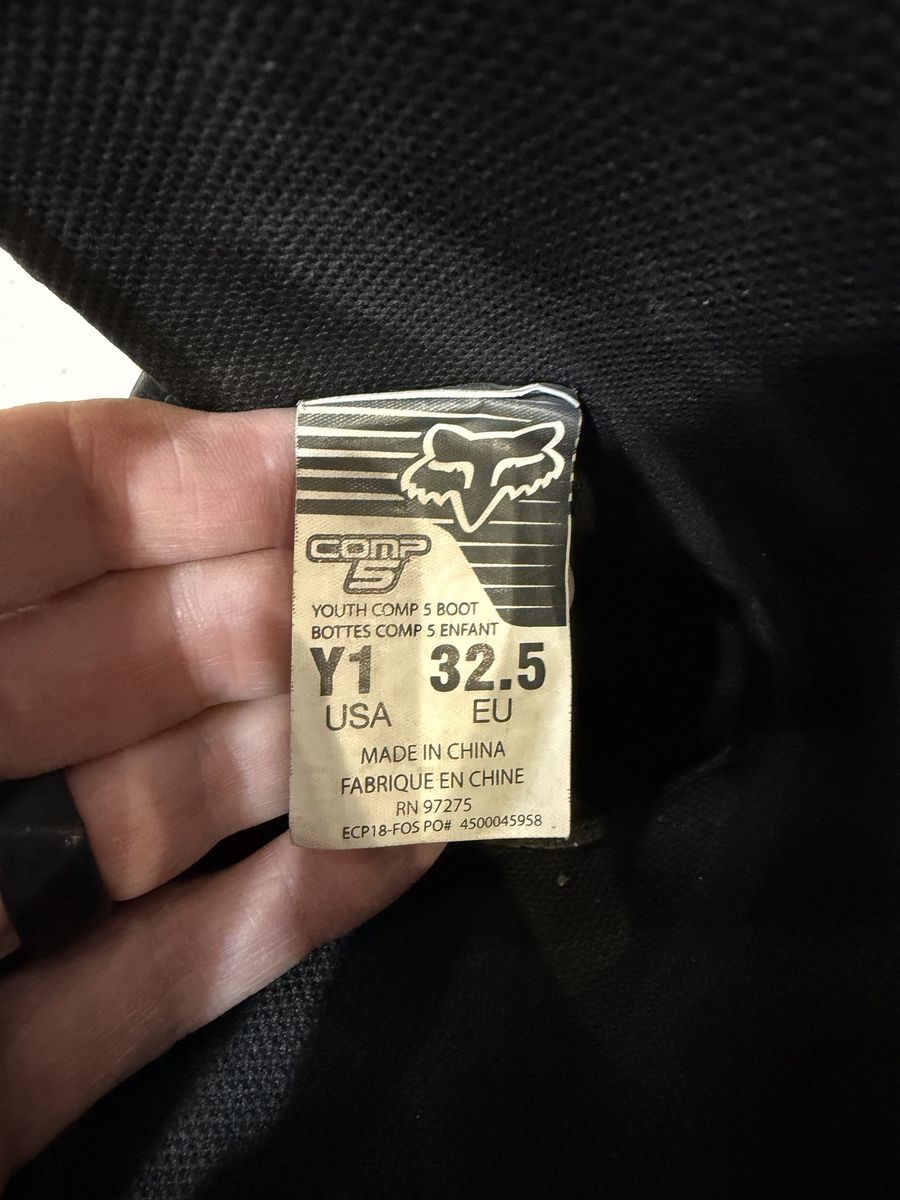 COMP
5
YOUTH COMP 5 BOOT
BOTTES COMP 5 ENFANT
Y1 32.5
USA EU
MADE IN CHINA
FABRIQUE EN CHINE
RN 97275
ECP18-FOS PO# 4500045958